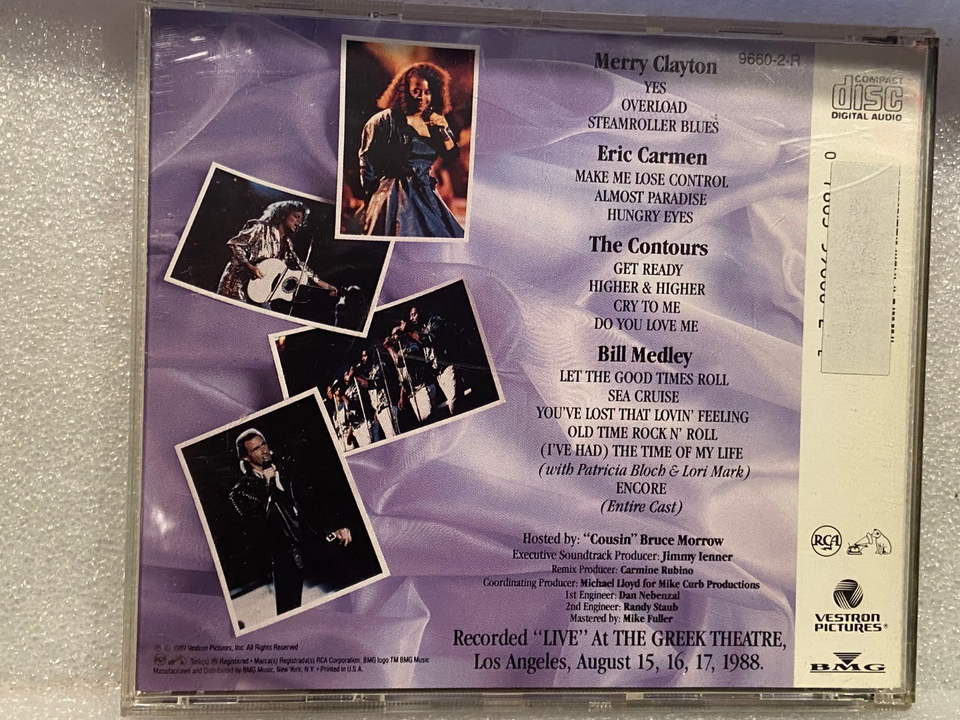 Merry Clayton
YES
OVERLOAD
STEAMROLLER BLUES
Eric Carmen
MAKE ME LOSE CONTROL
ALMOST PARADISE
HUNGRY EYES
The Contours
GET READY
HIGHER & HIGHER
CRY TO ME
DO YOU LOVE ME
Bill Medley
LET THE GOOD TIMES ROLL
SEA CRUISE
YOU'VE LOST THAT LOVIN' FEELING
OLD TIME ROCK N' ROLL
(I'VE HAD) THE TIME OF MY LIFE
(with Patricia Bloch & Lori Mark)
ENCORE
(Entire Cast)
Hosted by: "Cousin" Bruce Morrow
Executive Soundtrack Producer: Jimmy Ienner
Remix Producer: Carmine Rubino
Coordinating Producer: Michael Lloyd for Mike Curb Productions
1st Engineer: Dan Nebenzal
2nd Engineer: Randy Staub
Mastered by: Mike Fuller
Recorded "LIVE" At THE GREEK THEATRE,
Los Angeles, August 15, 16, 17, 1988.
℗ © 1989 Vestron Pictures, Inc. All Rights Reserved
Tmk(s). ® Registered • Marca(s) Registrada(s) RCA Corporation. BMG logo TM BMG Music
Manufactured and Distributed by BMG Music, New York, N.Y. • Printed in U.S.A.
9660-2-R
COMPACT
disc
DIGITAL AUDIO
RCA
VESTRON
PICTURES®
BMG